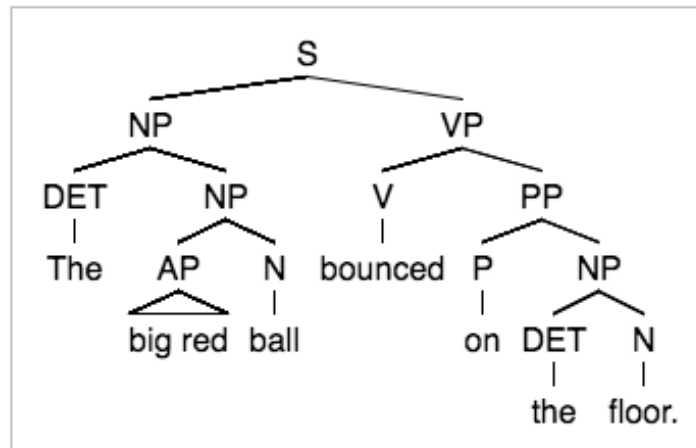 S
NP VP
DET NP V PP
The AP N bounced P NP
big red ball on DET N
the floor.